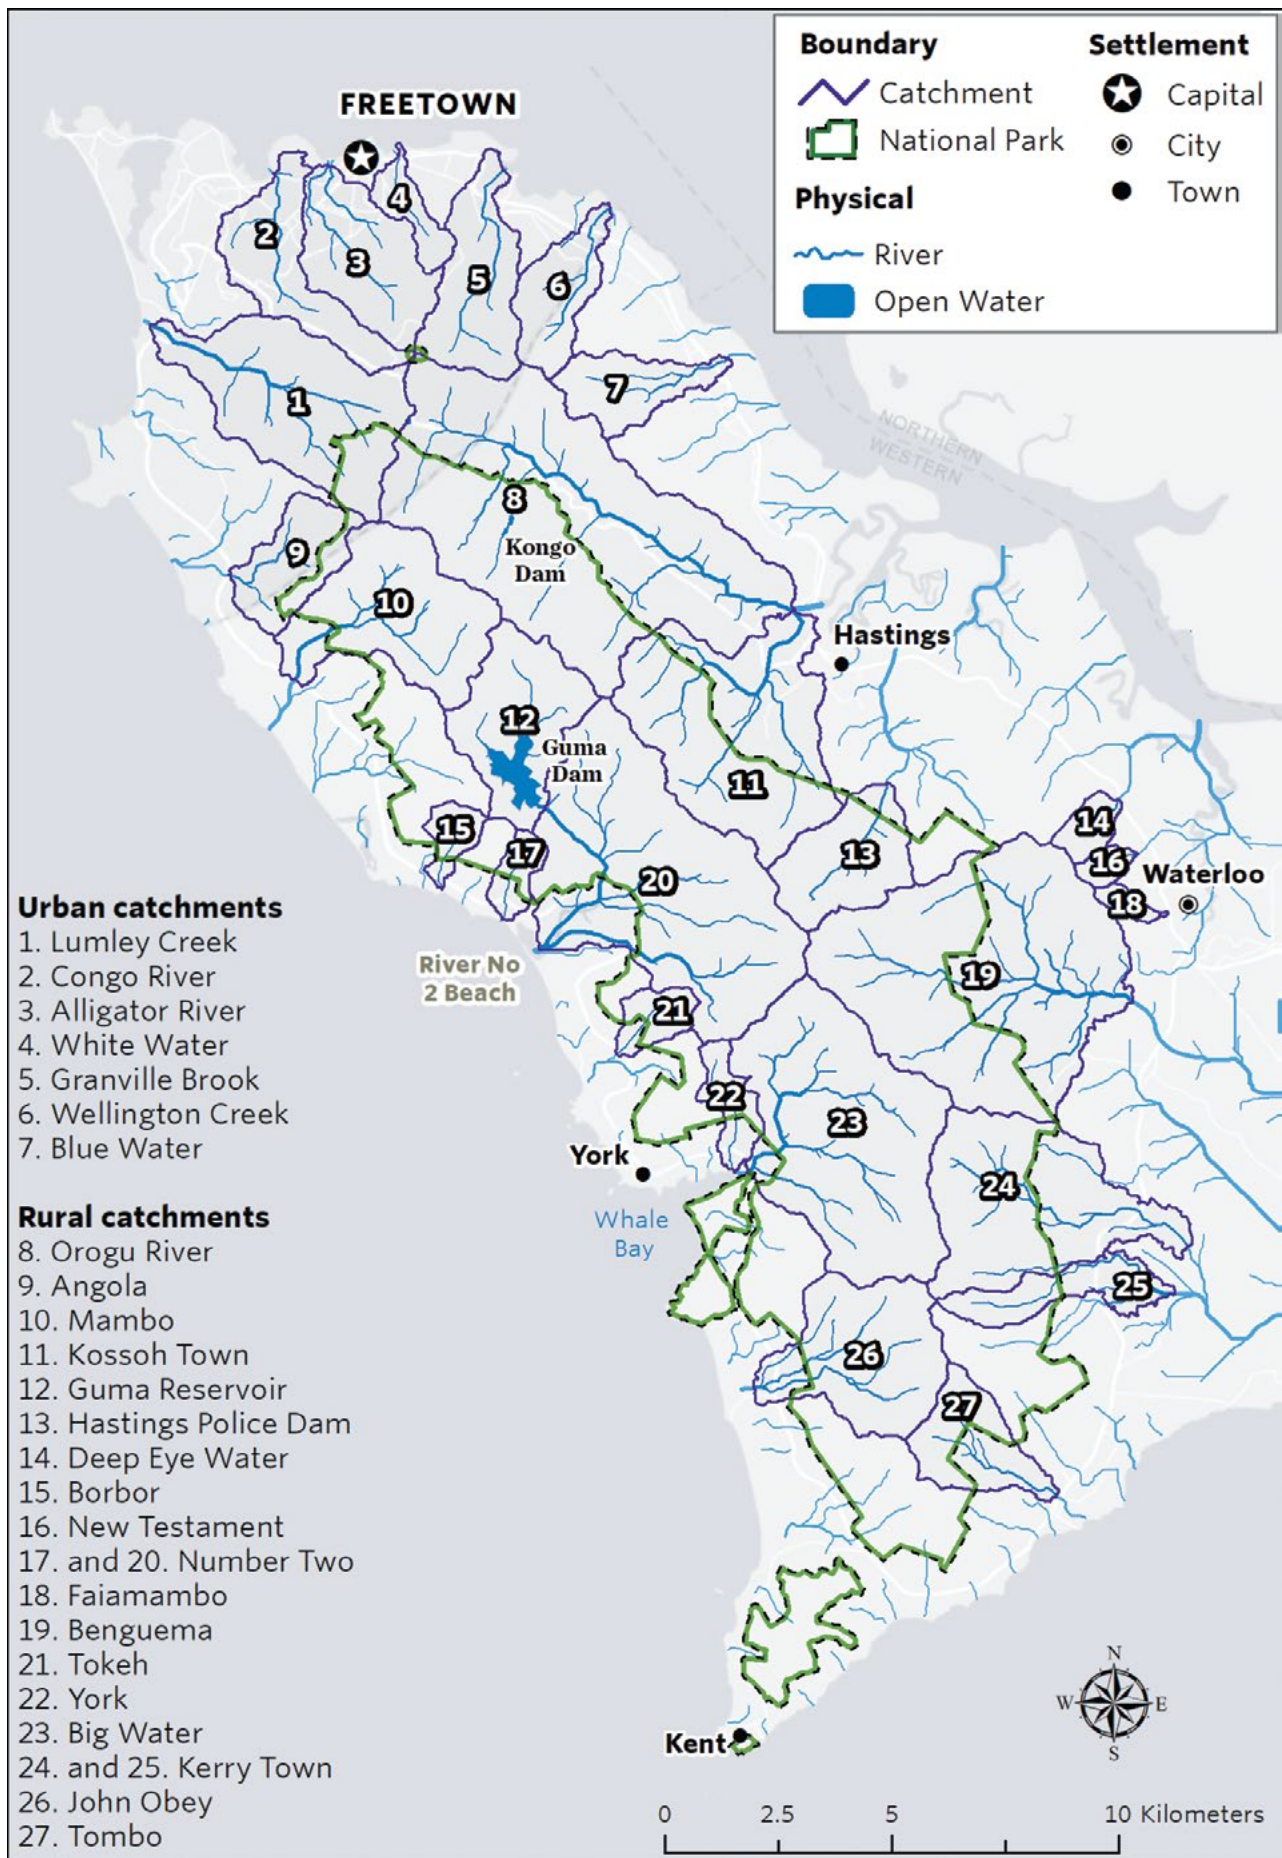 Boundary
Catchment
National Park
Physical
River
Open Water
Settlement
Capital
City
Town
FREETOWN
4
2
3
5
6
NORTHERN
WESTERN
7
1
8
Kongo
Dam
9
10
Hastings
12
Guma
Dam
11
14
15
17
13
16
Waterloo
20
18
River No
2 Beach
19
21
22
23
York
24
Whale
Bay
25
26
27
Kent
Urban catchments
1. Lumley Creek
2. Congo River
3. Alligator River
4. White Water
5. Granville Brook
6. Wellington Creek
7. Blue Water
Rural catchments
8. Orogu River
9. Angola
10. Mambo
11. Kossoh Town
12. Guma Reservoir
13. Hastings Police Dam
14. Deep Eye Water
15. Borbor
16. New Testament
17. and 20. Number Two
18. Faiamambo
19. Benguema
21. Tokeh
22. York
23. Big Water
24. and 25. Kerry Town
26. John Obey
27. Tombo
N
W E
S
0 2.5 5 10 Kilometers